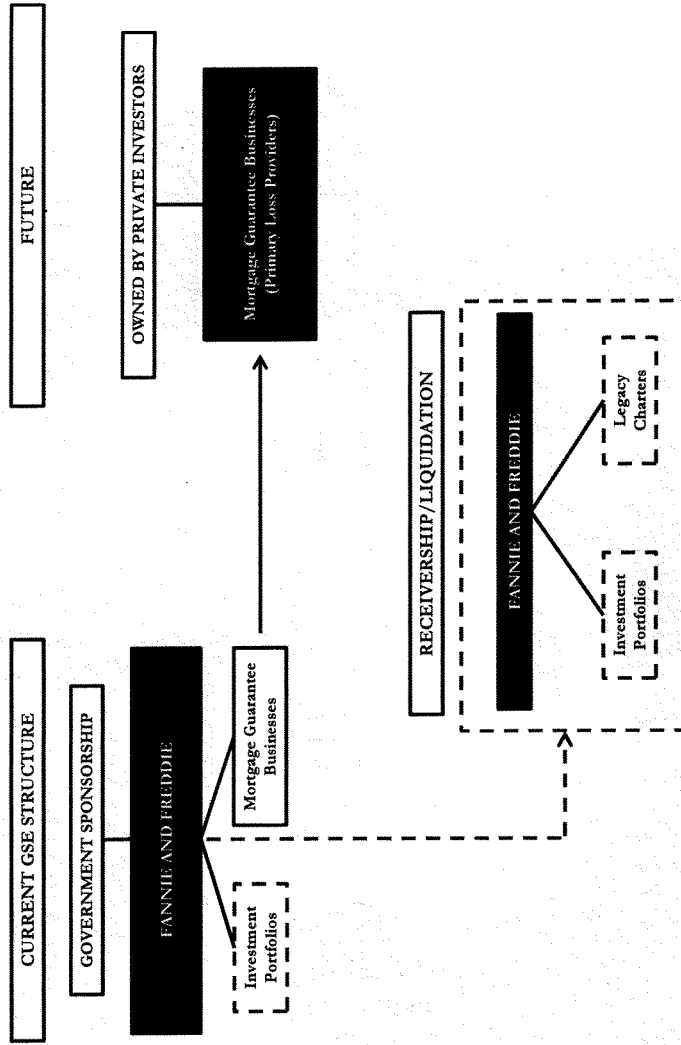 CURRENT GSE STRUCTURE
GOVERNMENT SPONSORSHIP
FANNIE AND FREDDIE
Investment
Portfolios
Mortgage Guarantee
Businesses
FUTURE
OWNED BY PRIVATE INVESTORS
Mortgage Guarantee Businesses
(Primary Loss Providers)
RECEIVERSHIP/LIQUIDATION
FANNIE AND FREDDIE
Investment
Portfolios
Legacy
Charters